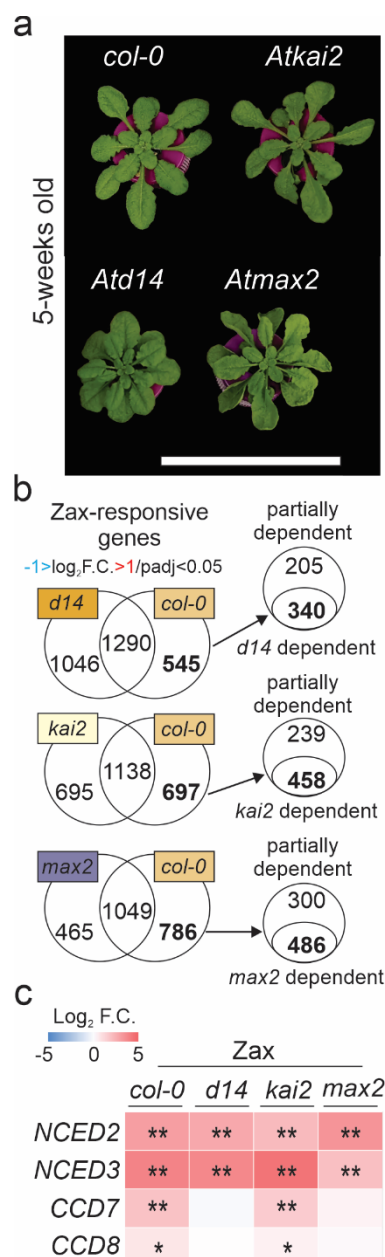 a
col-0 Atkai2
5-weeks old
Atd14 Atmax2
b
Zax-responsive
genes
-1>log2F.C.>1/padj<0.05
partially
dependent
205
340
d14 dependent
d14 col-0
1046 1290 545
partially
dependent
239
458
kai2 dependent
kai2 col-0
695 1138 697
partially
dependent
300
486
max2 dependent
max2 col-0
465 1049 786
c
Log2 F.C.
-5 0 5
Zax
col-0 d14 kai2 max2
NCED2 ** ** ** **
NCED3 ** ** ** **
CCD7 ** **
CCD8 * *